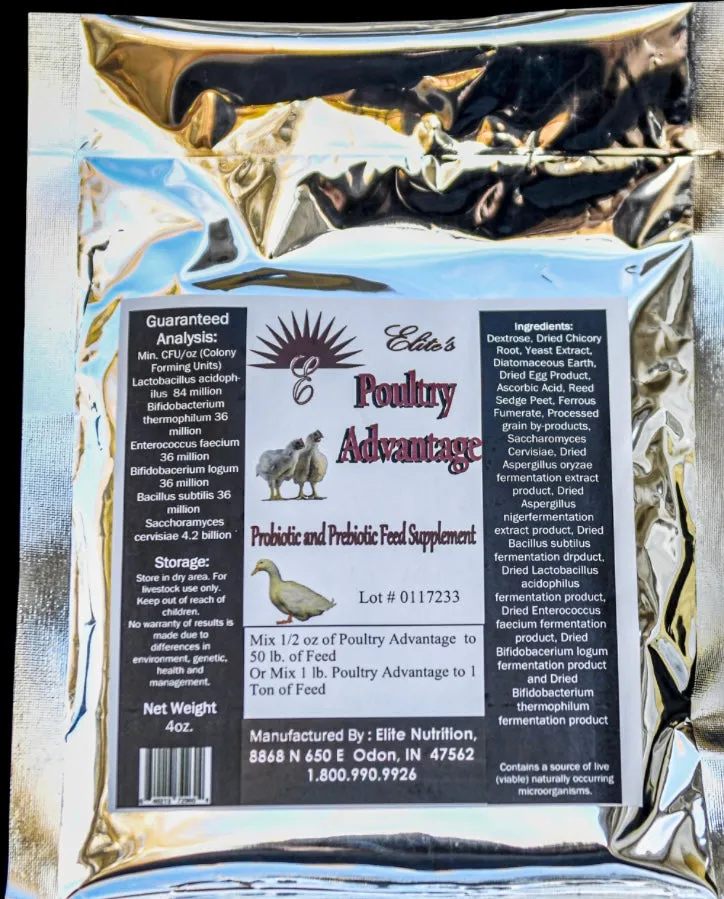 Guaranteed
Analysis:
Min. CFU/oz (Colony
Forming Units)
Lactobacillus acidoph-
ilus 84 million
Bifidobacterium
thermophilum 36
million
Enterococcus faecium
36 million
Bifidobacerium logum
36 million
Bacillus subtilis 36
million
Saccharamyces
cervisiae 4.2 billion
Storage:
Store in dry area. For
livestock use only.
Keep out of reach of
children.
No warranty of results is
made due to
differences in
environment, genetic,
health and
management.
Net Weight
4oz.
E
Elite's
Poultry
Advantage
Probiotic and Prebiotic Feed Supplement
Lot # 0117233
Mix 1/2 oz of Poultry Advantage to
50 lb. of Feed
Or Mix 1 lb. Poultry Advantage to 1
Ton of Feed
Manufactured By : Elite Nutrition,
8868 N 650 E Odon, IN 47562
1.800.990.9926
Ingredients:
Dextrose, Dried Chicory
Root, Yeast Extract,
Diatomaceous Earth,
Dried Egg Product,
Ascorbic Acid, Reed
Sedge Peet, Ferrous
Fumerate, Processed
grain by-products,
Saccharomyces
Cervisiae, Dried
Aspergillus oryzae
fermentation extract
product, Dried
Aspergillus
nigerfermentation
extract product, Dried
Bacillus subtilus
fermentation drpduct,
Dried Lactobacillus
acidophilus
fermentation product,
Dried Enterococcus
faecium fermentation
product, Dried
Bifidobacerium logum
fermentation product
and Dried
Bifidobacterium
thermophilum
fermentation product
Contains a source of live
(viable) naturally occurring
microorganisms.